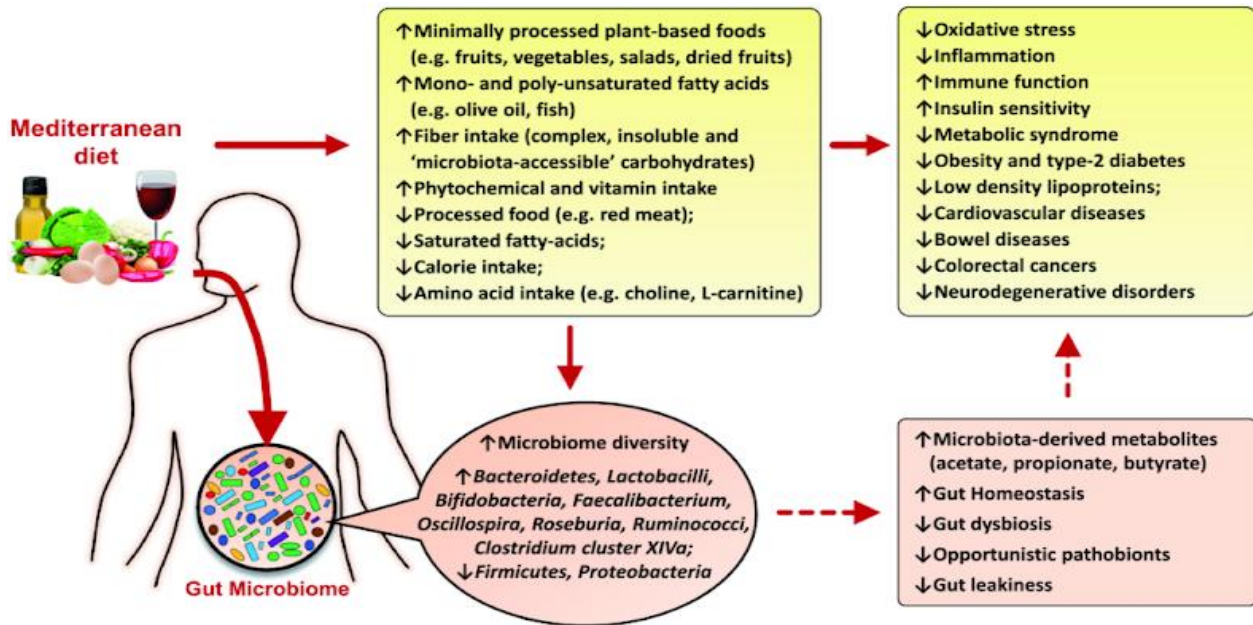 Mediterranean
diet
↑Minimally processed plant-based foods
(e.g. fruits, vegetables, salads, dried fruits)
↑Mono- and poly-unsaturated fatty acids
(e.g. olive oil, fish)
↑Fiber intake (complex, insoluble and
‘microbiota-accessible’ carbohydrates)
↑Phytochemical and vitamin intake
↓Processed food (e.g. red meat);
↓Saturated fatty-acids;
↓Calorie intake;
↓Amino acid intake (e.g. choline, L-carnitine)
↓Oxidative stress
↓Inflammation
↑Immune function
↑Insulin sensitivity
↓Metabolic syndrome
↓Obesity and type-2 diabetes
↓Low density lipoproteins;
↓Cardiovascular diseases
↓Bowel diseases
↓Colorectal cancers
↓Neurodegenerative disorders
Gut Microbiome
↑Microbiome diversity
↑Bacteroidetes, Lactobacilli,
Bifidobacteria, Faecalibacterium,
Oscillospira, Roseburia, Ruminococci,
Clostridium cluster XIVa;
↓Firmicutes, Proteobacteria
↑Microbiota-derived metabolites
(acetate, propionate, butyrate)
↑Gut Homeostasis
↓Gut dysbiosis
↓Opportunistic pathobionts
↓Gut leakiness